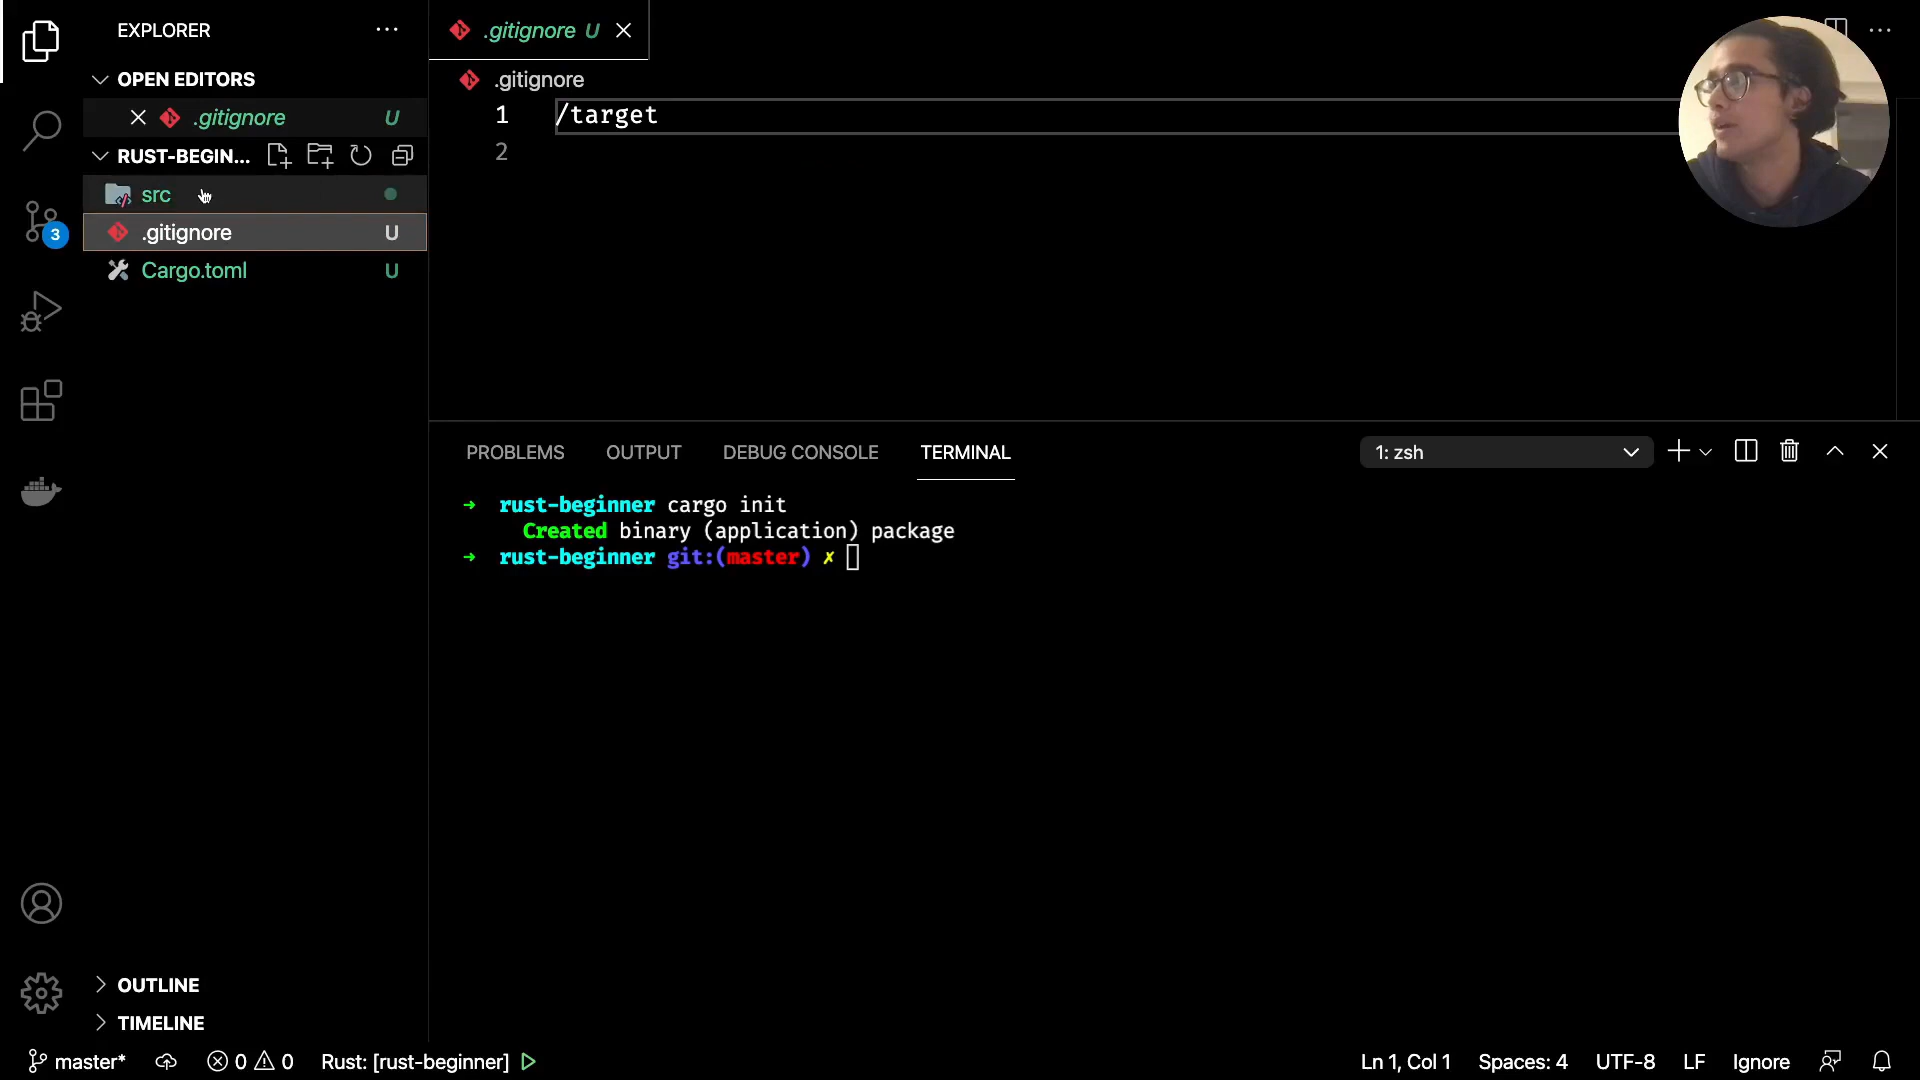 EXPLORER
OPEN EDITORS
.gitignore U
RUST-BEGIN...
src
.gitignore U
Cargo.toml U
3
OUTLINE
TIMELINE
.gitignore U
.gitignore
1 /target
2
PROBLEMS OUTPUT DEBUG CONSOLE TERMINAL 1: zsh
→ rust-beginner cargo init
Created binary (application) package
→ rust-beginner git:(master) ✗
master* 0 0 Rust: [rust-beginner] Ln 1, Col 1 Spaces: 4 UTF-8 LF Ignore